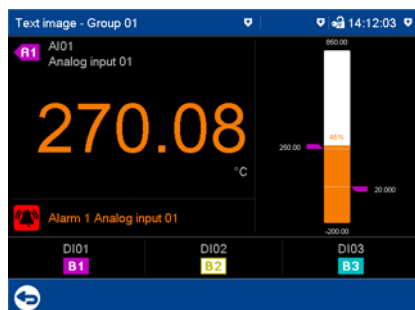 Text image - Group 01
14:12:03
A1
AI01
Analog input 01
270.08
°C
Alarm 1 Analog input 01
850.00
45%
250.00
20.000
-200.00
DI01
DI02
DI03
B1
B2
B3